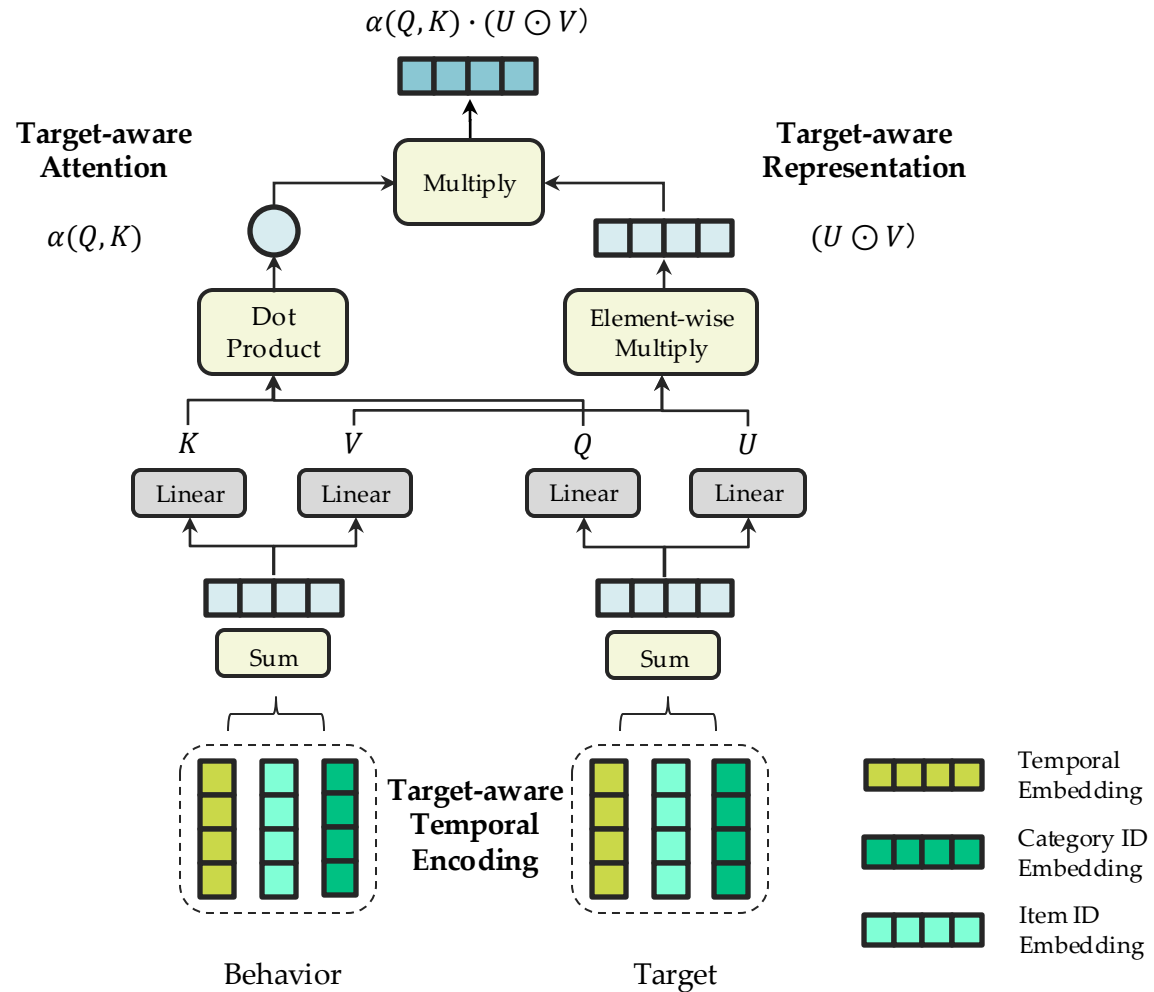 α(Q, K) · (U ⊙ V)
Target-aware
Attention
Multiply
Target-aware
Representation
α(Q, K)
(U ⊙ V)
Dot
Product
Element-wise
Multiply
K
V
Q
U
Linear
Linear
Linear
Linear
Sum
Sum
Target-aware
Temporal
Encoding
Temporal
Embedding
Category ID
Embedding
Item ID
Embedding
Behavior
Target